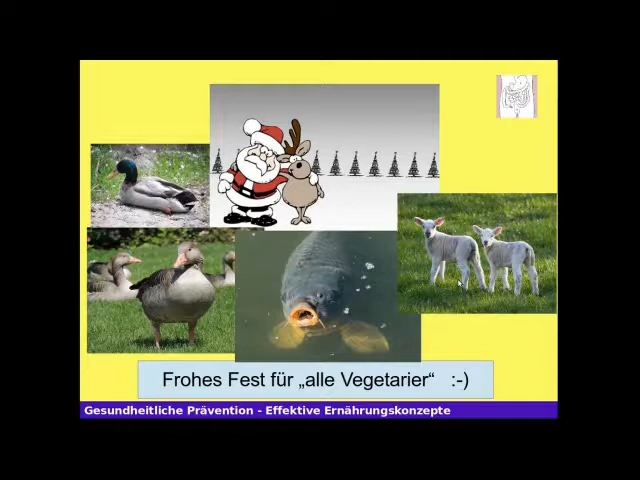 Frohes Fest für „alle Vegetarier“ :-)
Gesundheitliche Prävention - Effektive Ernährungskonzepte